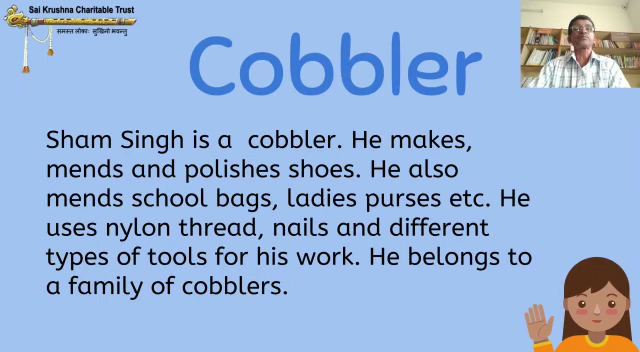 Sai Krushna Charitable Trust
समस्त लोकाः सुखिनो भवन्तु
Cobbler
Sham Singh is a cobbler. He makes,
mends and polishes shoes. He also
mends school bags, ladies purses etc. He
uses nylon thread, nails and different
types of tools for his work. He belongs to
a family of cobblers.